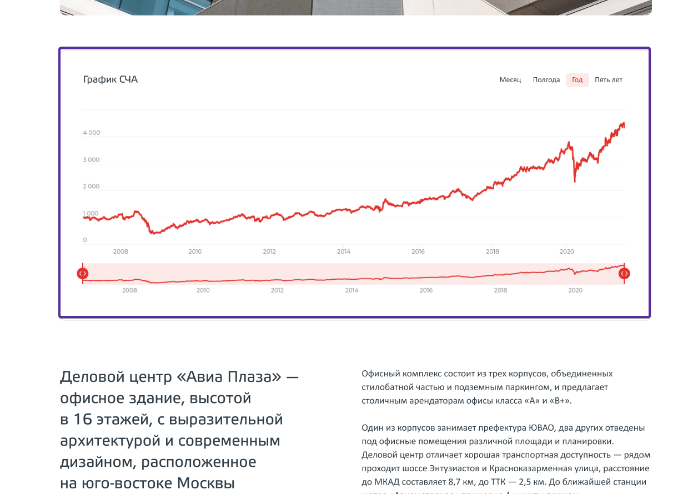 График СЧА
Месяц Полгода Год Пять лет
4 000
3 000
2 000
1 000
0
2008 2010 2012 2014 2016 2018 2020
2008 2010 2012 2014 2016 2018 2020
Деловой центр «Авиа Плаза» —
офисное здание, высотой
в 16 этажей, с выразительной
архитектурой и современным
дизайном, расположенное
на юго-востоке Москвы
Офисный комплекс состоит из трех корпусов, объединенных
стилобатной частью и подземным паркингом, и предлагает
столичным арендаторам офисы класса «А» и «В+».
Один из корпусов занимает префектура ЮВАО, два других отведены
под офисные помещения различной площади и планировки.
Деловой центр отличает хорошая транспортная доступность — рядом
проходит шоссе Энтузиастов и Красноказарменная улица, расстояние
до МКАД составляет 8,7 км, до ТТК — 2,5 км. До ближайшей станции